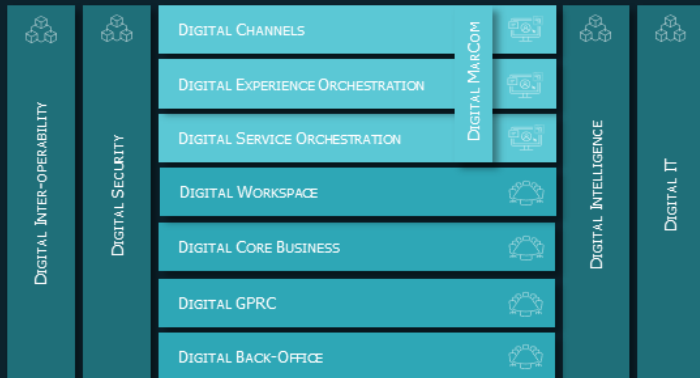 Digital Inter-operability
Digital Security
Digital Channels
Digital Experience Orchestration
Digital Service Orchestration
Digital MarCom
Digital Workspace
Digital Core Business
Digital GPRC
Digital Back-Office
Digital Intelligence
Digital IT